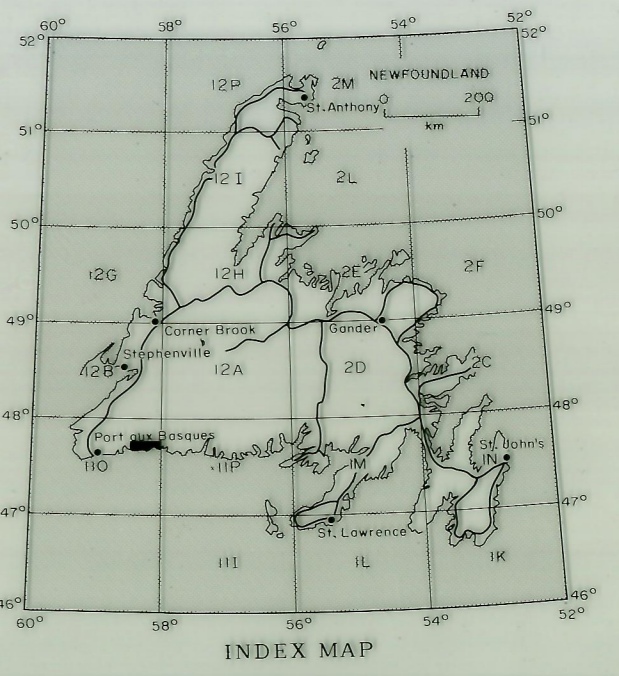 60° 58° 56° 54° 52°
52° 52°
12P 2M NEWFOUNDLAND
St. Anthony 0 200
km
51° 51°
12I 2L
50° 50°
12G 12H 2E 2F
49° 49°
Corner Brook Gander
Stephenville
12B 12A 2D 2C
48° 48°
Port aux Basques St. John's
11O 11P 1M 1N
47° 47°
St. Lawrence
11I 1L 1K
46° 46°
60° 58° 56° 54° 52°
INDEX MAP